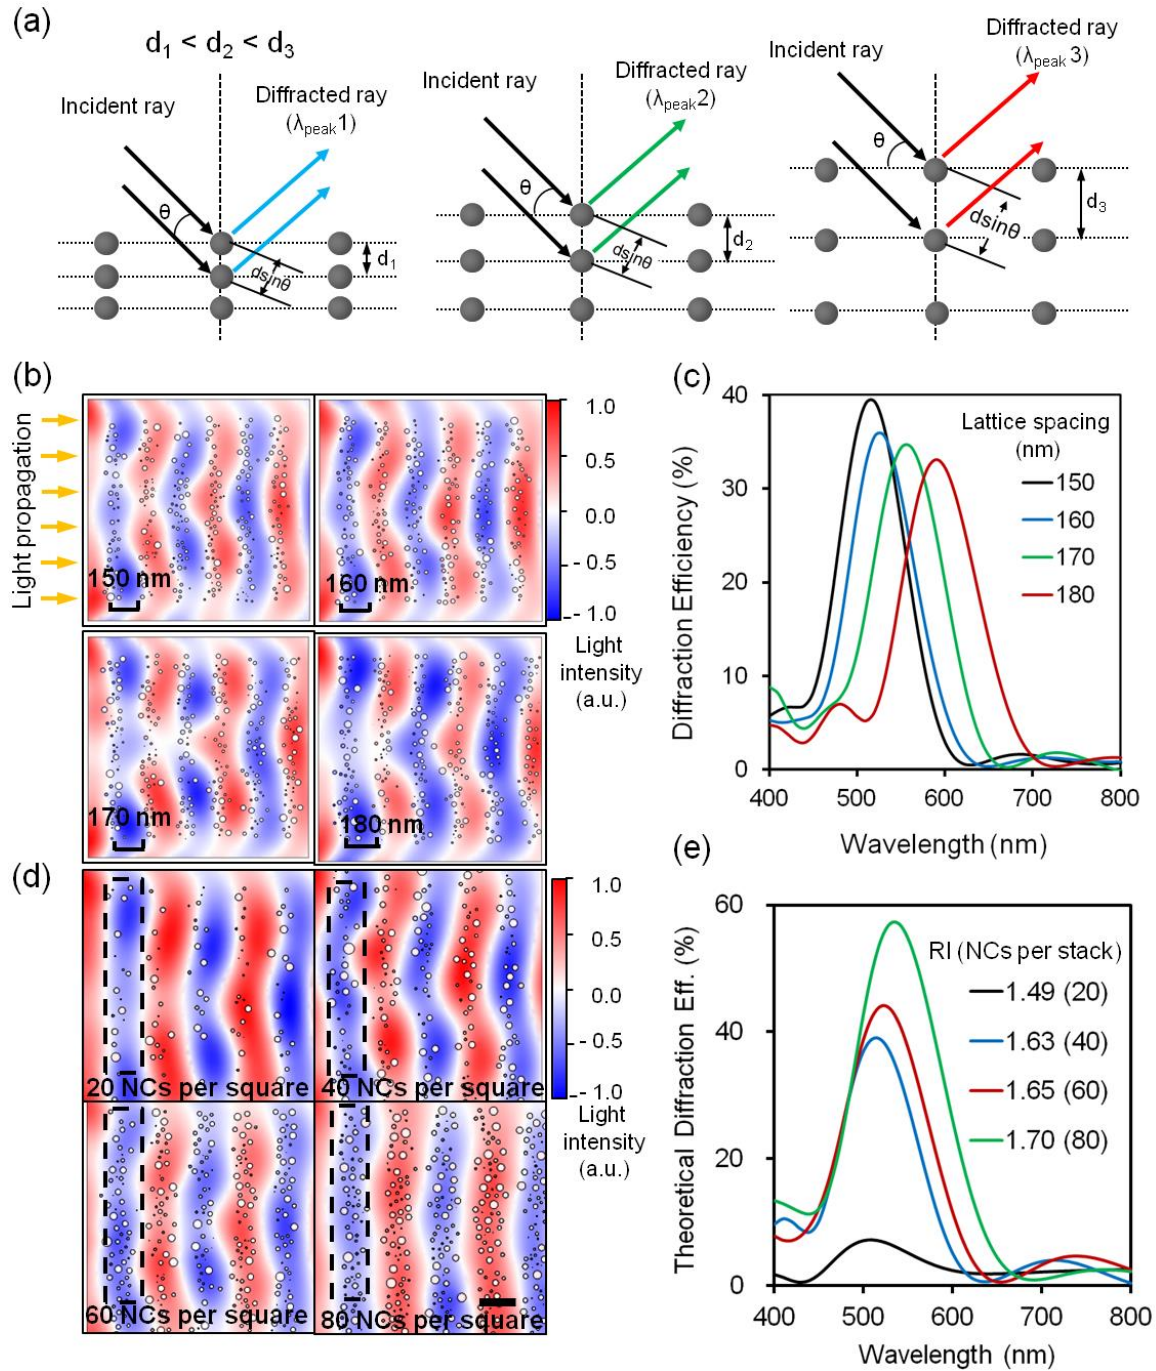 (a)
d1 < d2 < d3
Incident ray
Diffracted ray
(λpeak1)
θ
dsinθ
d1
Incident ray
Diffracted ray
(λpeak2)
θ
dsinθ
d2
Incident ray
Diffracted ray
(λpeak3)
θ
dsinθ
d3
(b)
Light propagation
150 nm
160 nm
170 nm
180 nm
1.0
0.5
0.0
- 0.5
- 1.0
Light
intensity
(a.u.)
(c)
Diffraction Efficiency (%)
40
30
20
10
0
400
500
600
700
800
Wavelength (nm)
Lattice spacing
(nm)
150
160
170
180
(d)
20 NCs per square
40 NCs per square
60 NCs per square
80 NCs per square
1.0
0.5
0.0
- 0.5
- 1.0
Light
intensity
(a.u.)
(e)
Theoretical Diffraction Eff. (%)
60
40
20
0
400
500
600
700
800
Wavelength (nm)
RI (NCs per stack)
1.49 (20)
1.63 (40)
1.65 (60)
1.70 (80)